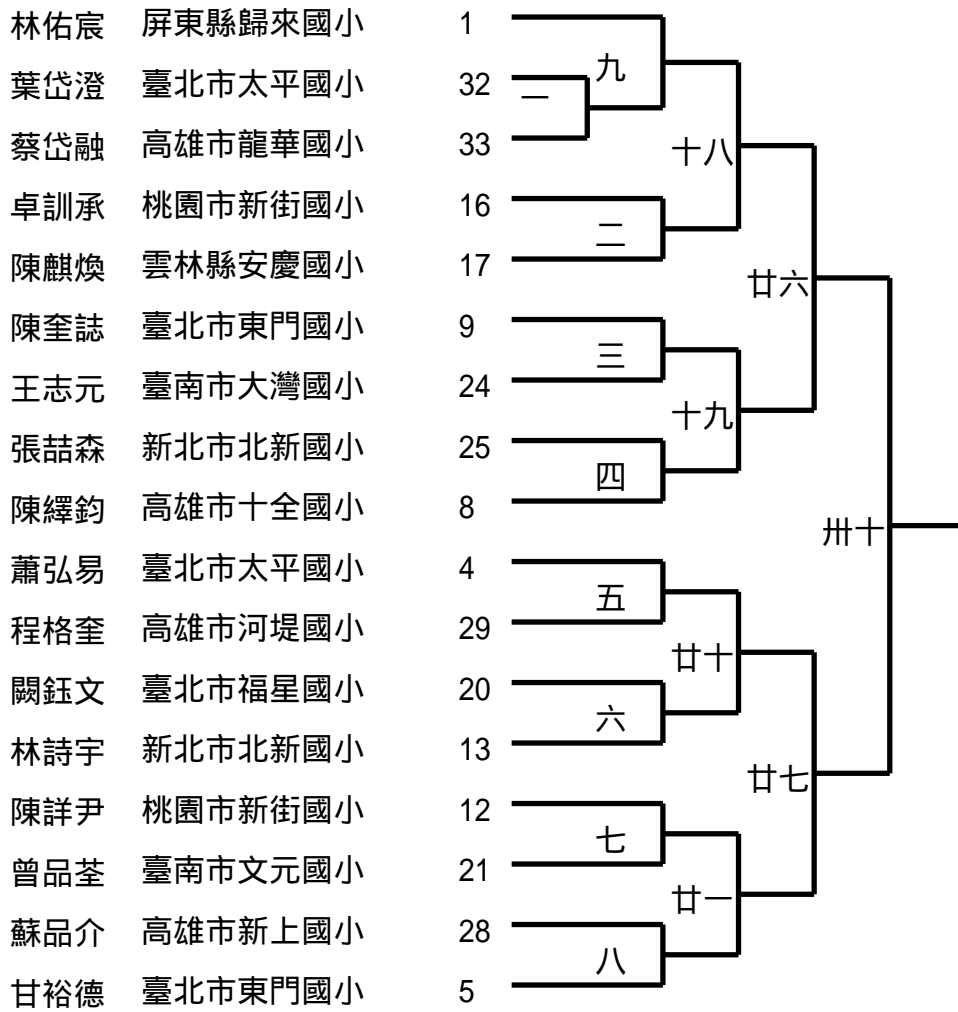 林佑宸 屏東縣歸來國小 1
九
葉岱澄 臺北市太平國小 32
一
蔡岱融 高雄市龍華國小 33
十八
卓訓承 桃園市新街國小 16
二
陳麒煥 雲林縣安慶國小 17
廿六
陳奎誌 臺北市東門國小 9
三
王志元 臺南市大灣國小 24
十九
張喆森 新北市北新國小 25
四
陳繹鈞 高雄市十全國小 8
卅十
蕭弘易 臺北市太平國小 4
五
程格奎 高雄市河堤國小 29
廿十
闕鈺文 臺北市福星國小 20
六
林詩宇 新北市北新國小 13
廿七
陳詳尹 桃園市新街國小 12
七
曾品荃 臺南市文元國小 21
廿一
蘇品介 高雄市新上國小 28
八
甘裕德 臺北市東門國小 5